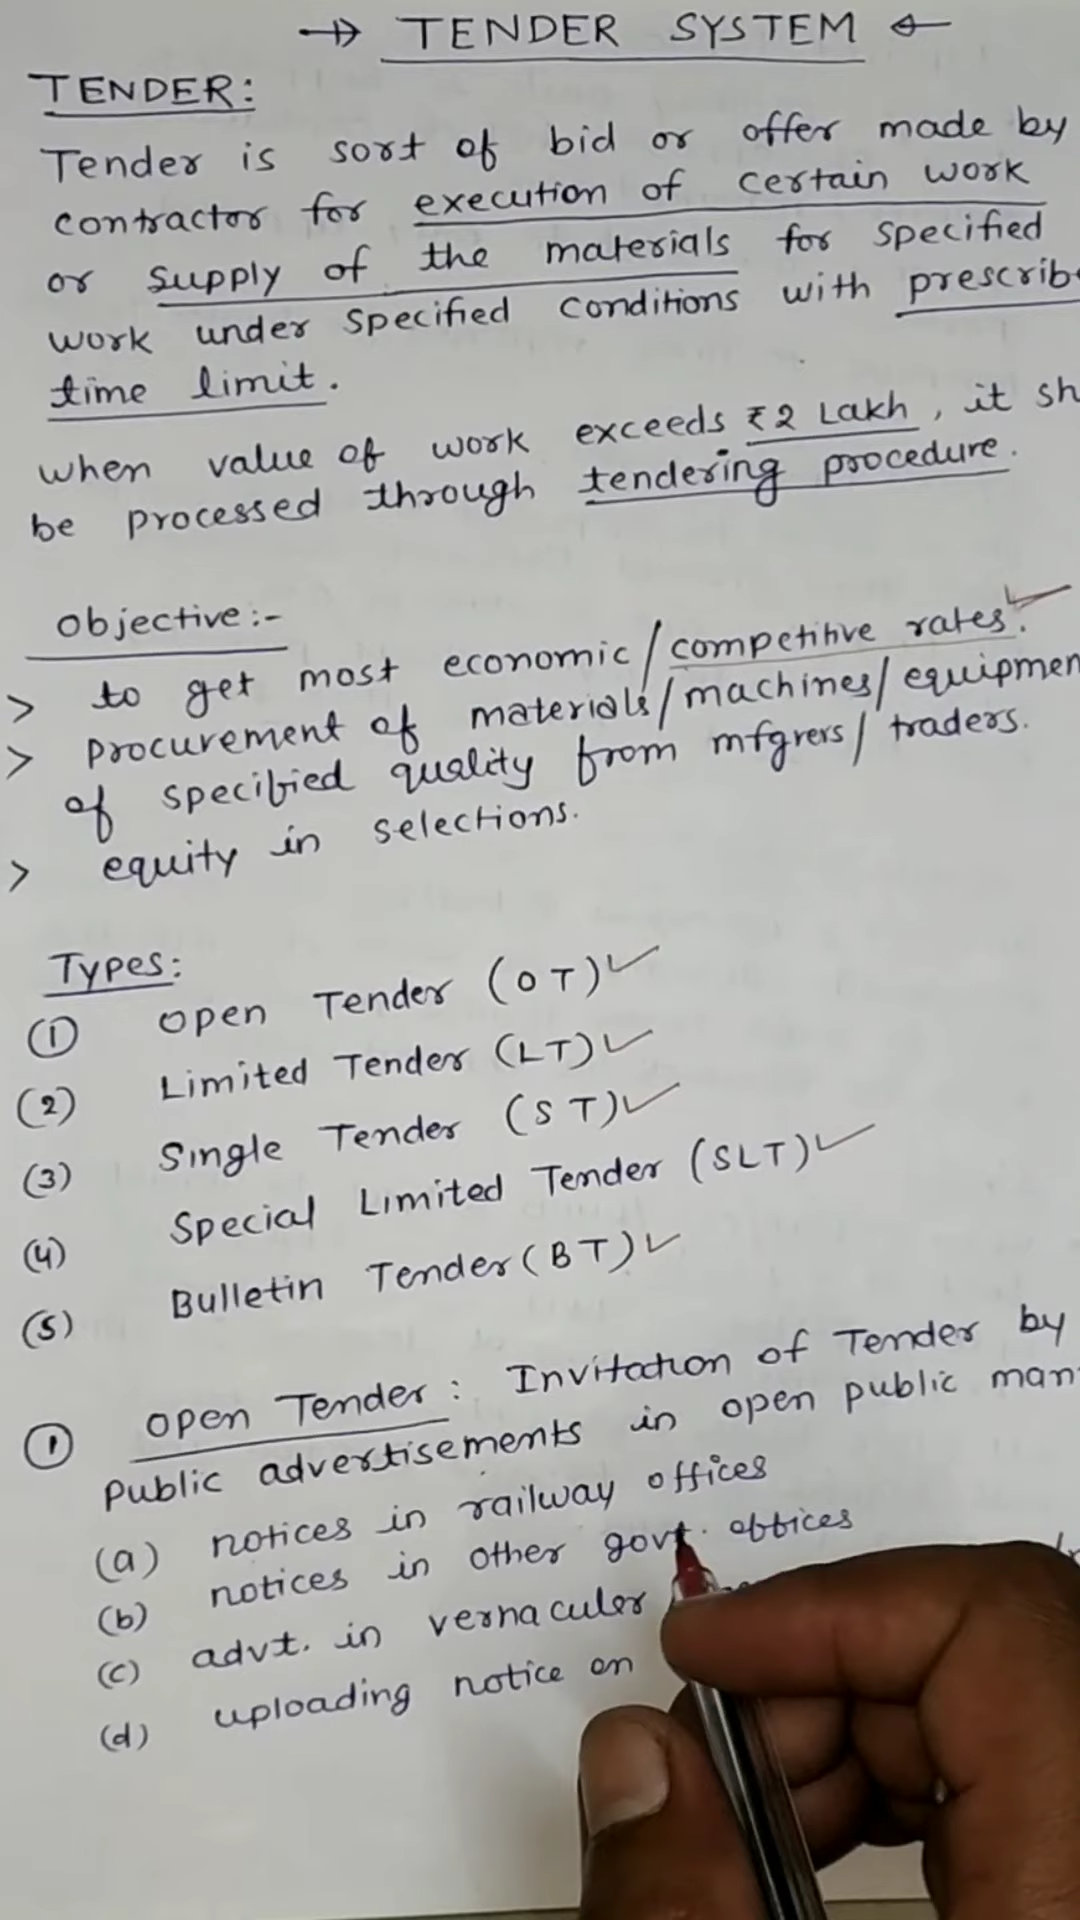 TENDER SYSTEM
TENDER:
Tender is sort of bid or offer made by
contractor for execution of certain work
or supply of the materials for specified
work under specified conditions with prescrib
time limit.
when value of work exceeds ₹2 Lakh, it sh
be processed through tendering procedure.
objective:-
> to get most economic/competitive rates.
> procurement of materials/machines/equipmen
of specified quality from mfgrers/traders.
> equity in selections.
Types:
(1) open Tender (OT)
(2) Limited Tender (LT)
(3) Single Tender (ST)
(4) Special Limited Tender (SLT)
(5) Bulletin Tender (BT)
(1) open Tender: Invitation of Tender by
public advertisements in open public man
(a) notices in railway offices
(b) notices in other govt. offices
(c) advt. in vernaculer
(d) uploading notice on